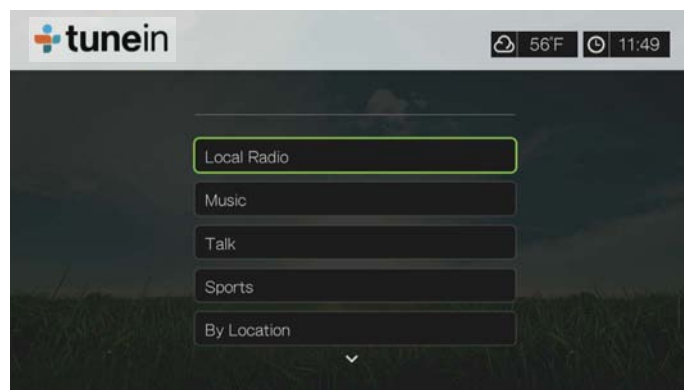 tunein
56°F 11:49
Local Radio
Music
Talk
Sports
By Location